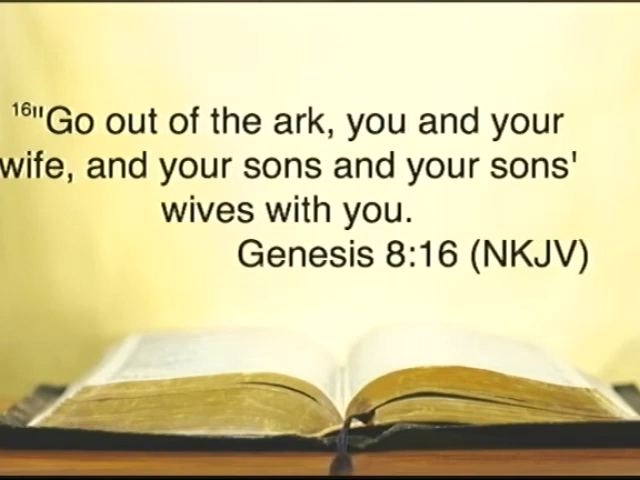 16"Go out of the ark, you and your
wife, and your sons and your sons'
wives with you.
Genesis 8:16 (NKJV)